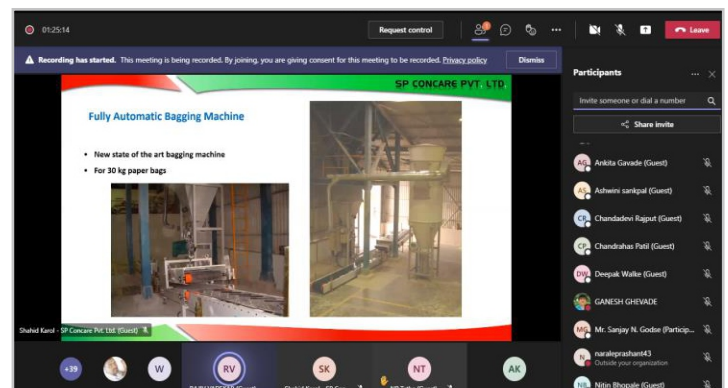 01:25:14
Request control
Leave
Recording has started. This meeting is being recorded. By joining, you are giving consent for this meeting to be recorded. Privacy policy
Dismiss
SP CONCARE PVT. LTD.
Fully Automatic Bagging Machine
• New state of the art bagging machine
• For 30 kg paper bags
Shahid Karol - SP Concare Pvt. Ltd. (Guest)
+39
W
RV
SK
NT
AK
Participants
Invite someone or dial a number
Share invite
AG Ankita Gavade (Guest)
AS Ashwini sankpal (Guest)
CR Chandadevi Rajput (Guest)
CP Chandrahas Patil (Guest)
DW Deepak Walke (Guest)
GANESH GHEVADE
MG Mr. Sanjay N. Godse (Particip...
N naraleprashant43
Outside your organization
NB Nitin Bhopale (Guest)